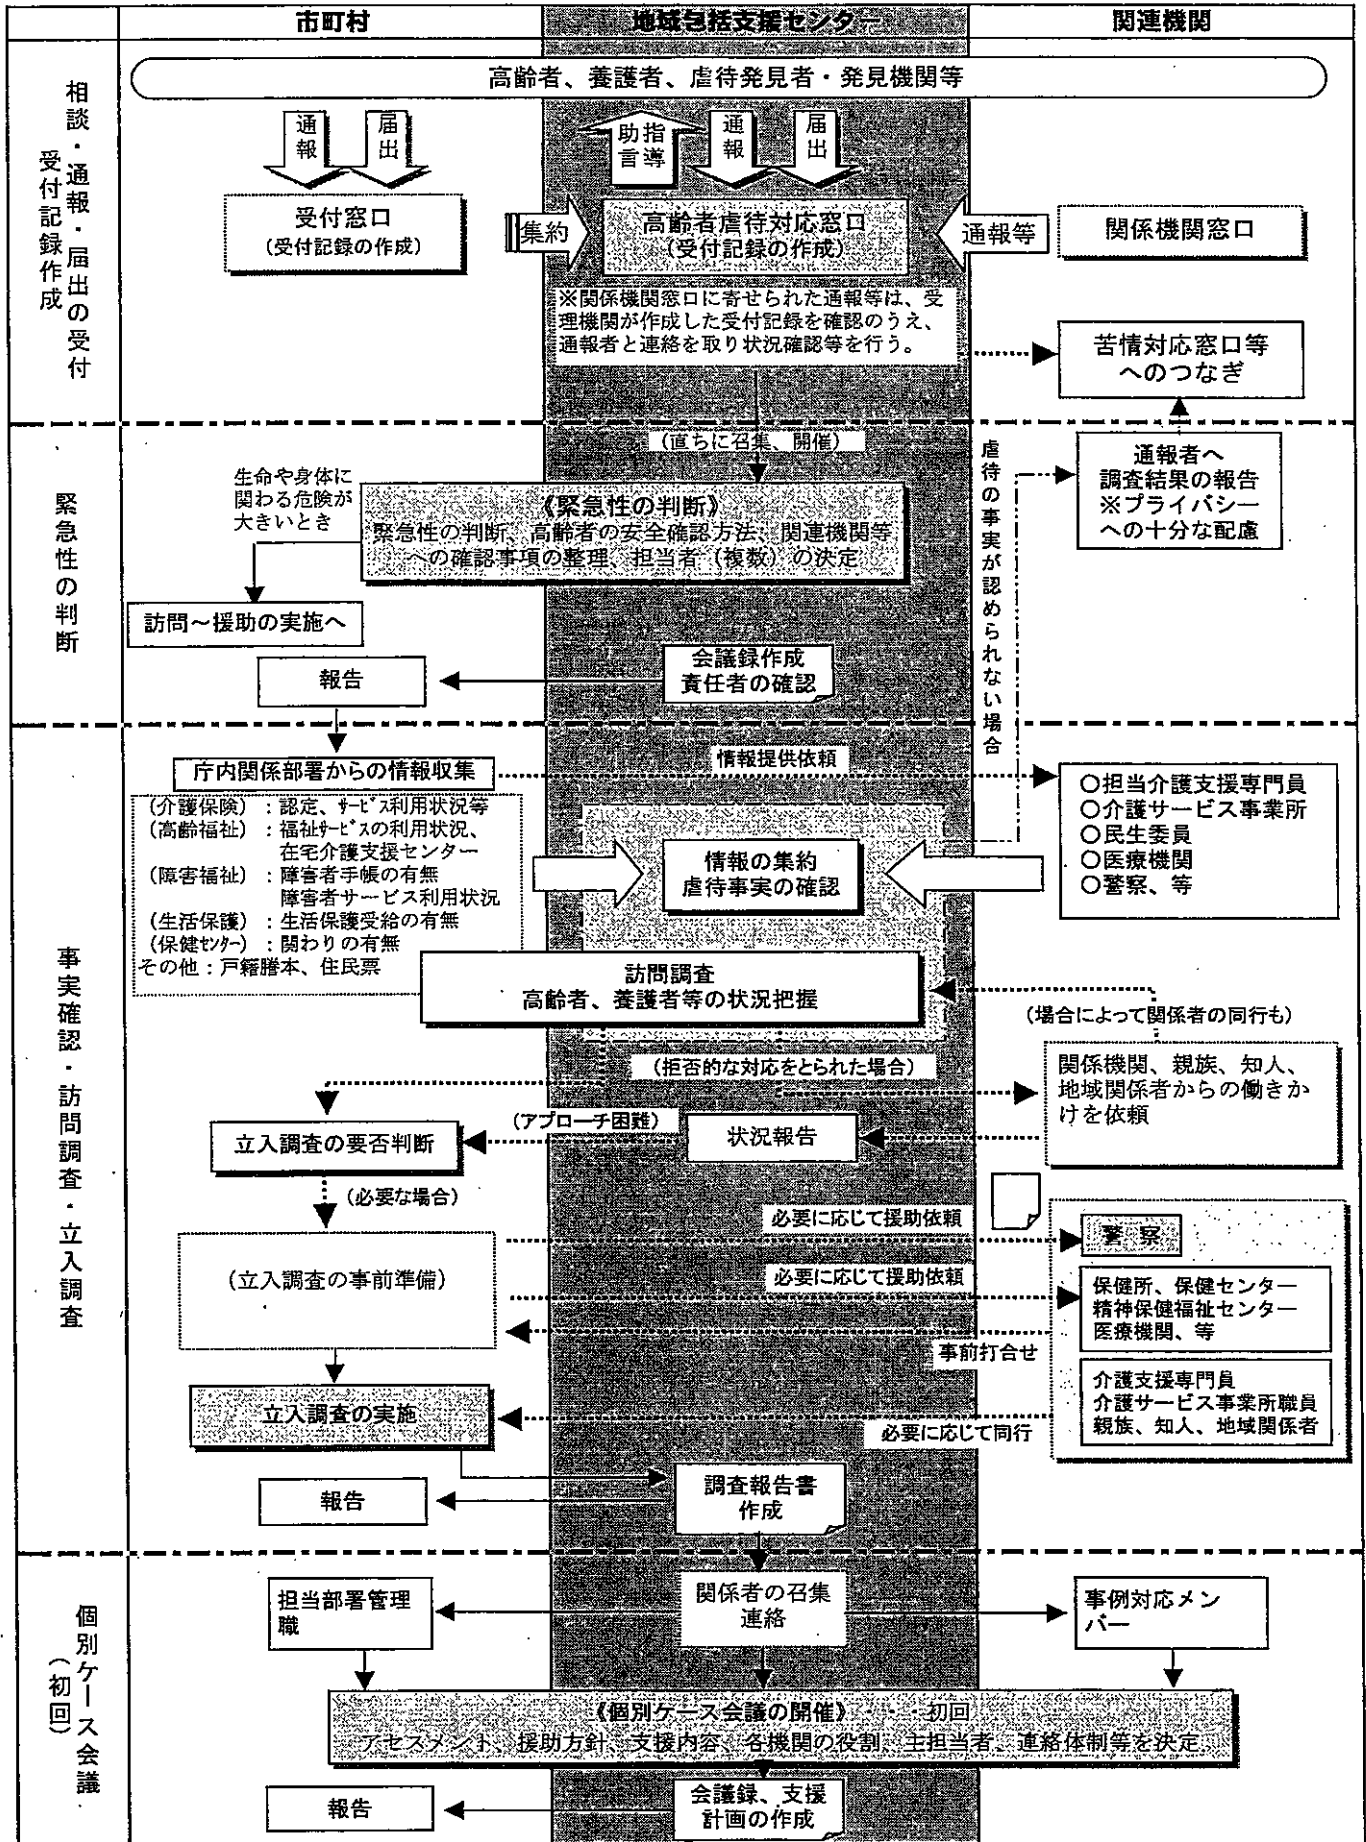 市町村
地域包括支援センター
関連機関
相談・通報・届出の受付
受付記録作成
高齢者、養護者、虐待発見者・発見機関等
通報
届出
助言
指導
通報
届出
受付窓口
(受付記録の作成)
集約
高齢者虐待対応窓口
(受付記録の作成)
通報等
関係機関窓口
※関係機関窓口に寄せられた通報等は、受
理機関が作成した受付記録を確認のうえ、
通報者と連絡を取り状況確認等を行う。
苦情対応窓口等
へのつなぎ
緊急性の判断
(直ちに召集、開催)
生命や身体に
関わる危険が
大きいとき
《緊急性の判断》
緊急性の判断、高齢者の安全確認方法、関連機関等
への確認事項の整理、担当者（複数）の決定
虐待の事実が認められない場合
通報者へ
調査結果の報告
※プライバシー
への十分な配慮
訪問～援助の実施へ
報告
会議録作成
責任者の確認
事実確認・訪問調査・立入調査
庁内関係部署からの情報収集
情報提供依頼
(介護保険)：認定、ｻｰﾋﾞｽ利用状況等
(高齢福祉)：福祉ｻｰﾋﾞｽの利用状況、
在宅介護支援センター
(障害福祉)：障害者手帳の有無
障害者サービス利用状況
(生活保護)：生活保護受給の有無
(保健ｾﾝﾀｰ)：関わりの有無
その他：戸籍謄本、住民票
情報の集約
虐待事実の確認
○担当介護支援専門員
○介護サービス事業所
○民生委員
○医療機関
○警察、等
訪問調査
高齢者、養護者等の状況把握
(場合によって関係者の同行も)
(拒否的な対応をとられた場合)
関係機関、親族、知人、
地域関係者からの働きか
けを依頼
(アプローチ困難)
立入調査の要否判断
状況報告
(必要な場合)
必要に応じて援助依頼
警察
(立入調査の事前準備)
必要に応じて援助依頼
保健所、保健センター
精神保健福祉センター
医療機関、等
事前打合せ
介護支援専門員
介護サービス事業所職員
親族、知人、地域関係者
立入調査の実施
必要に応じて同行
報告
調査報告書
作成
個別ケース会議
（初回）
担当部署管理
職
関係者の召集
連絡
事例対応メン
バー
《個別ケース会議の開催》・・初回
アセスメント、援助方針、支援内容、各機関の役割、主担当者、連絡体制等を決定
報告
会議録、支援
計画の作成